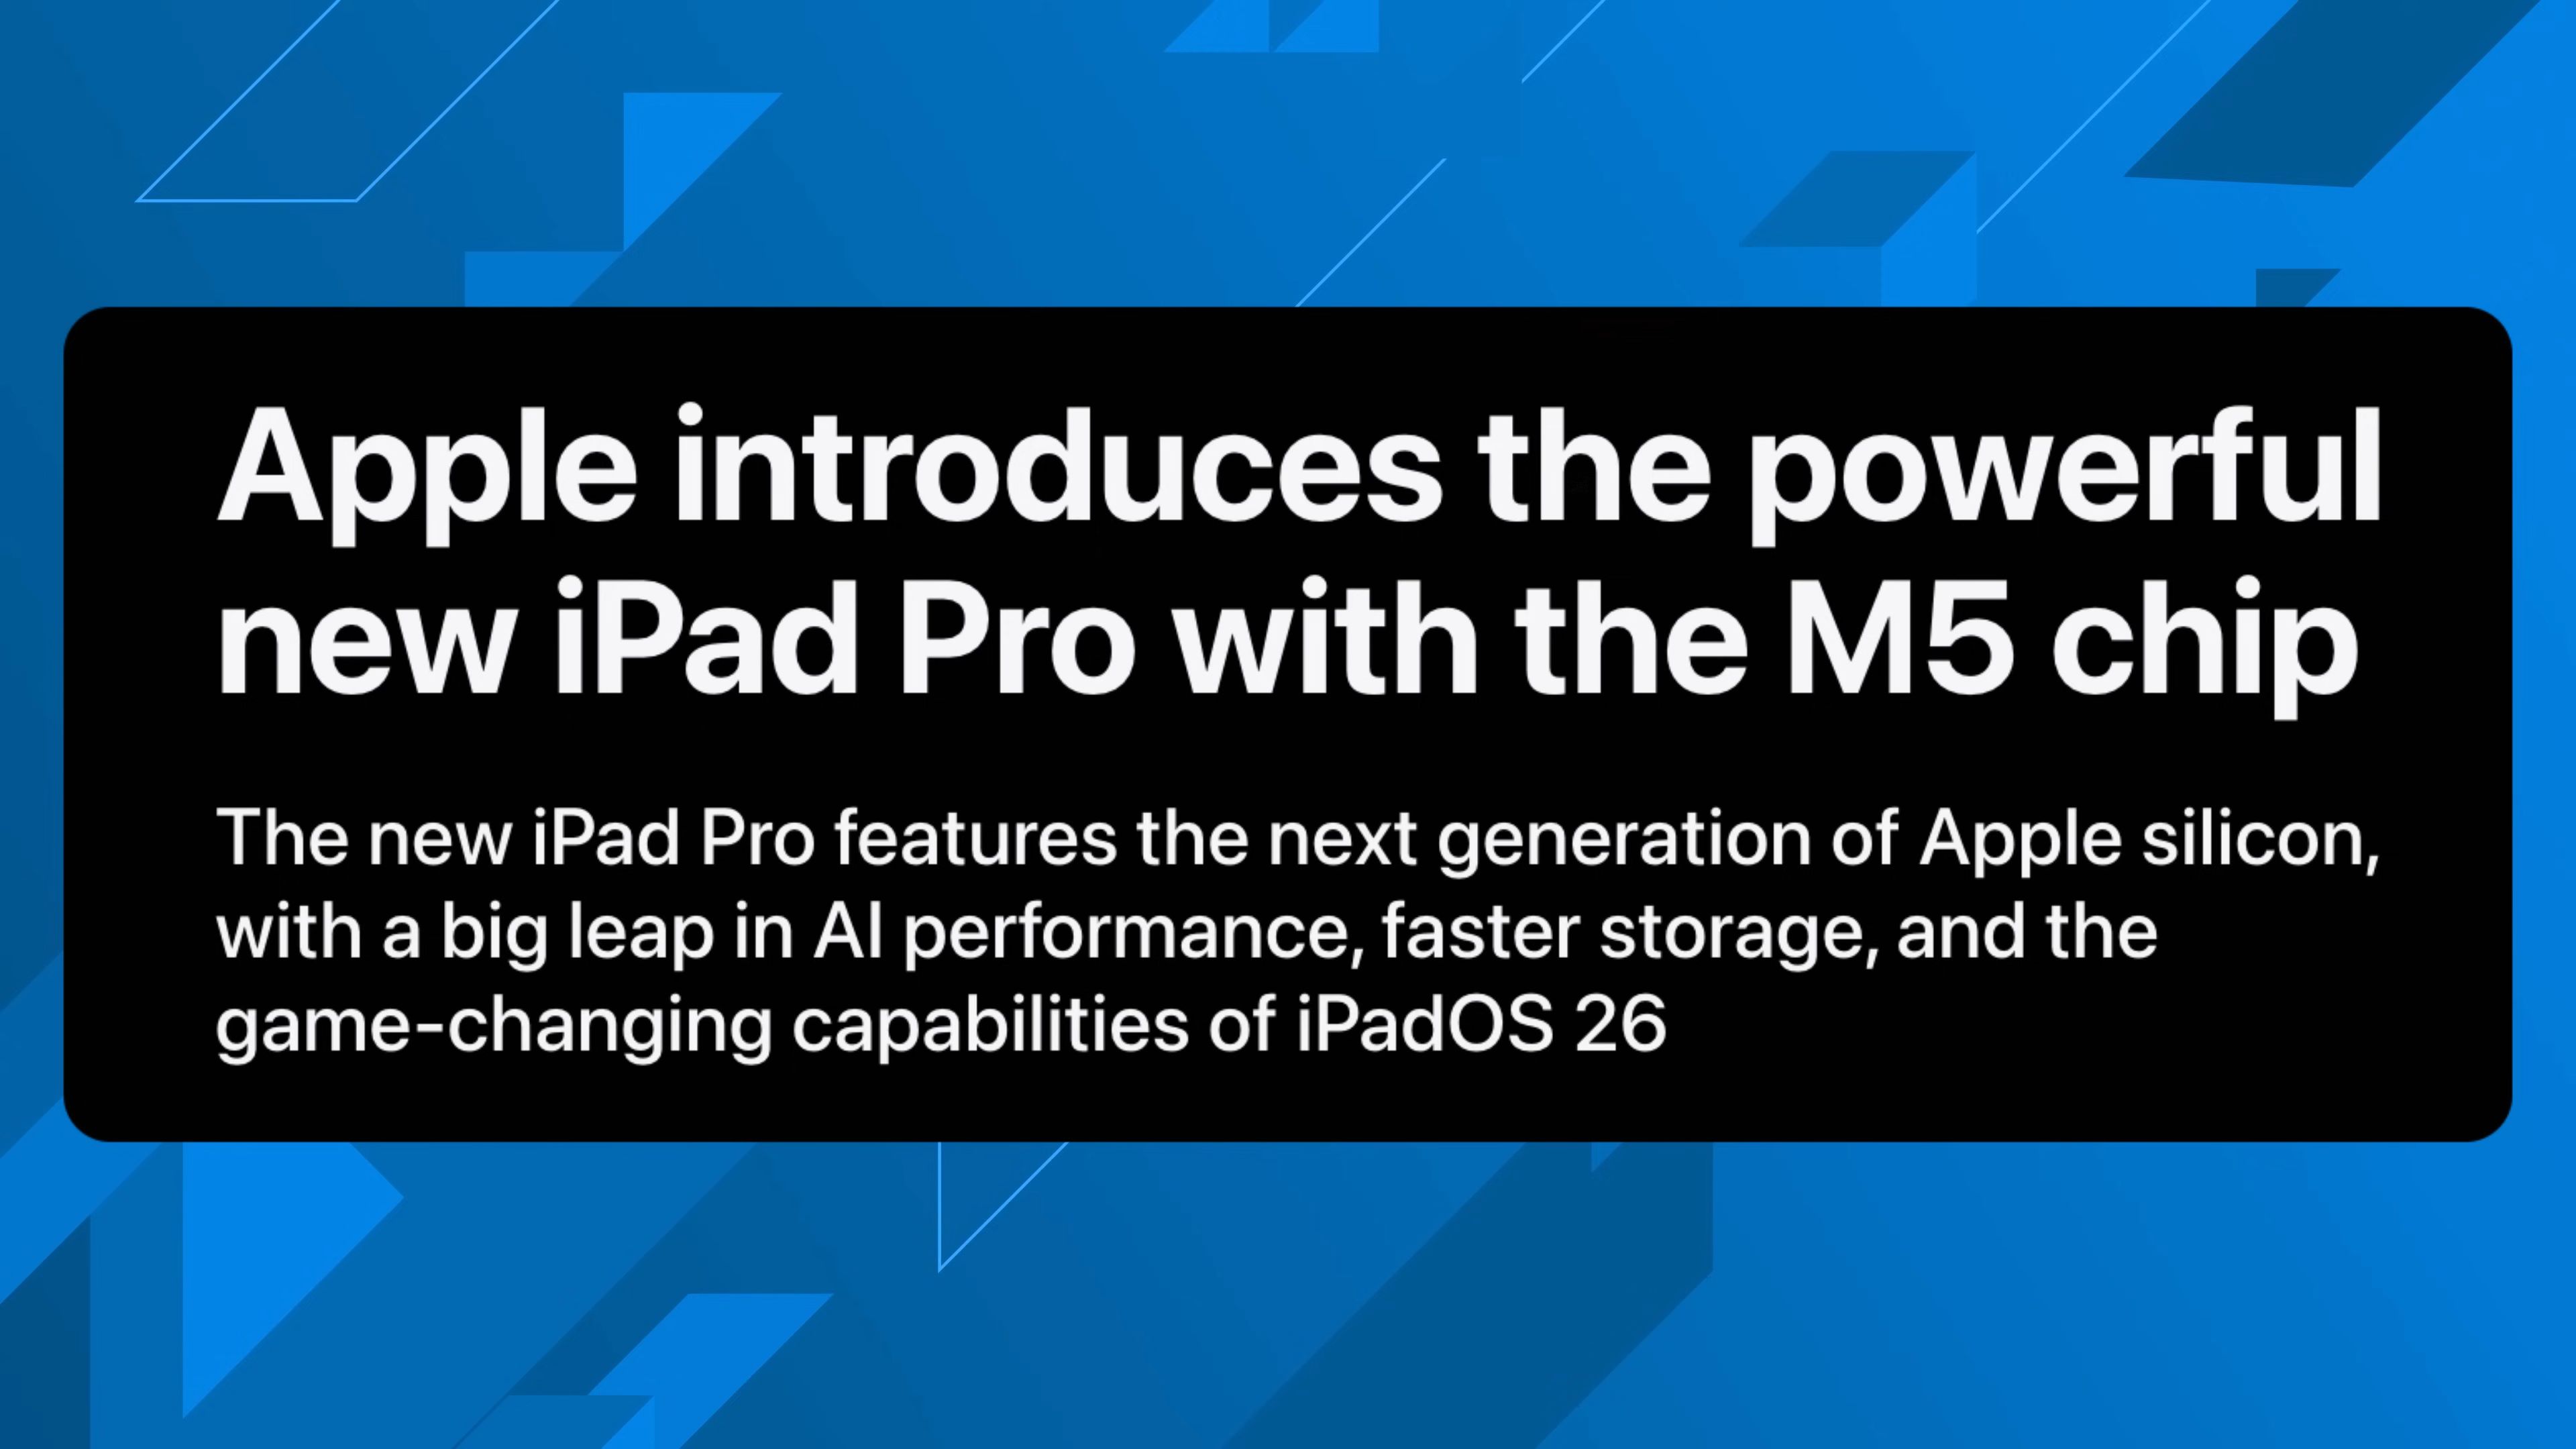 Apple introduces the powerful
new iPad Pro with the M5 chip
The new iPad Pro features the next generation of Apple silicon,
with a big leap in AI performance, faster storage, and the
game-changing capabilities of iPadOS 26